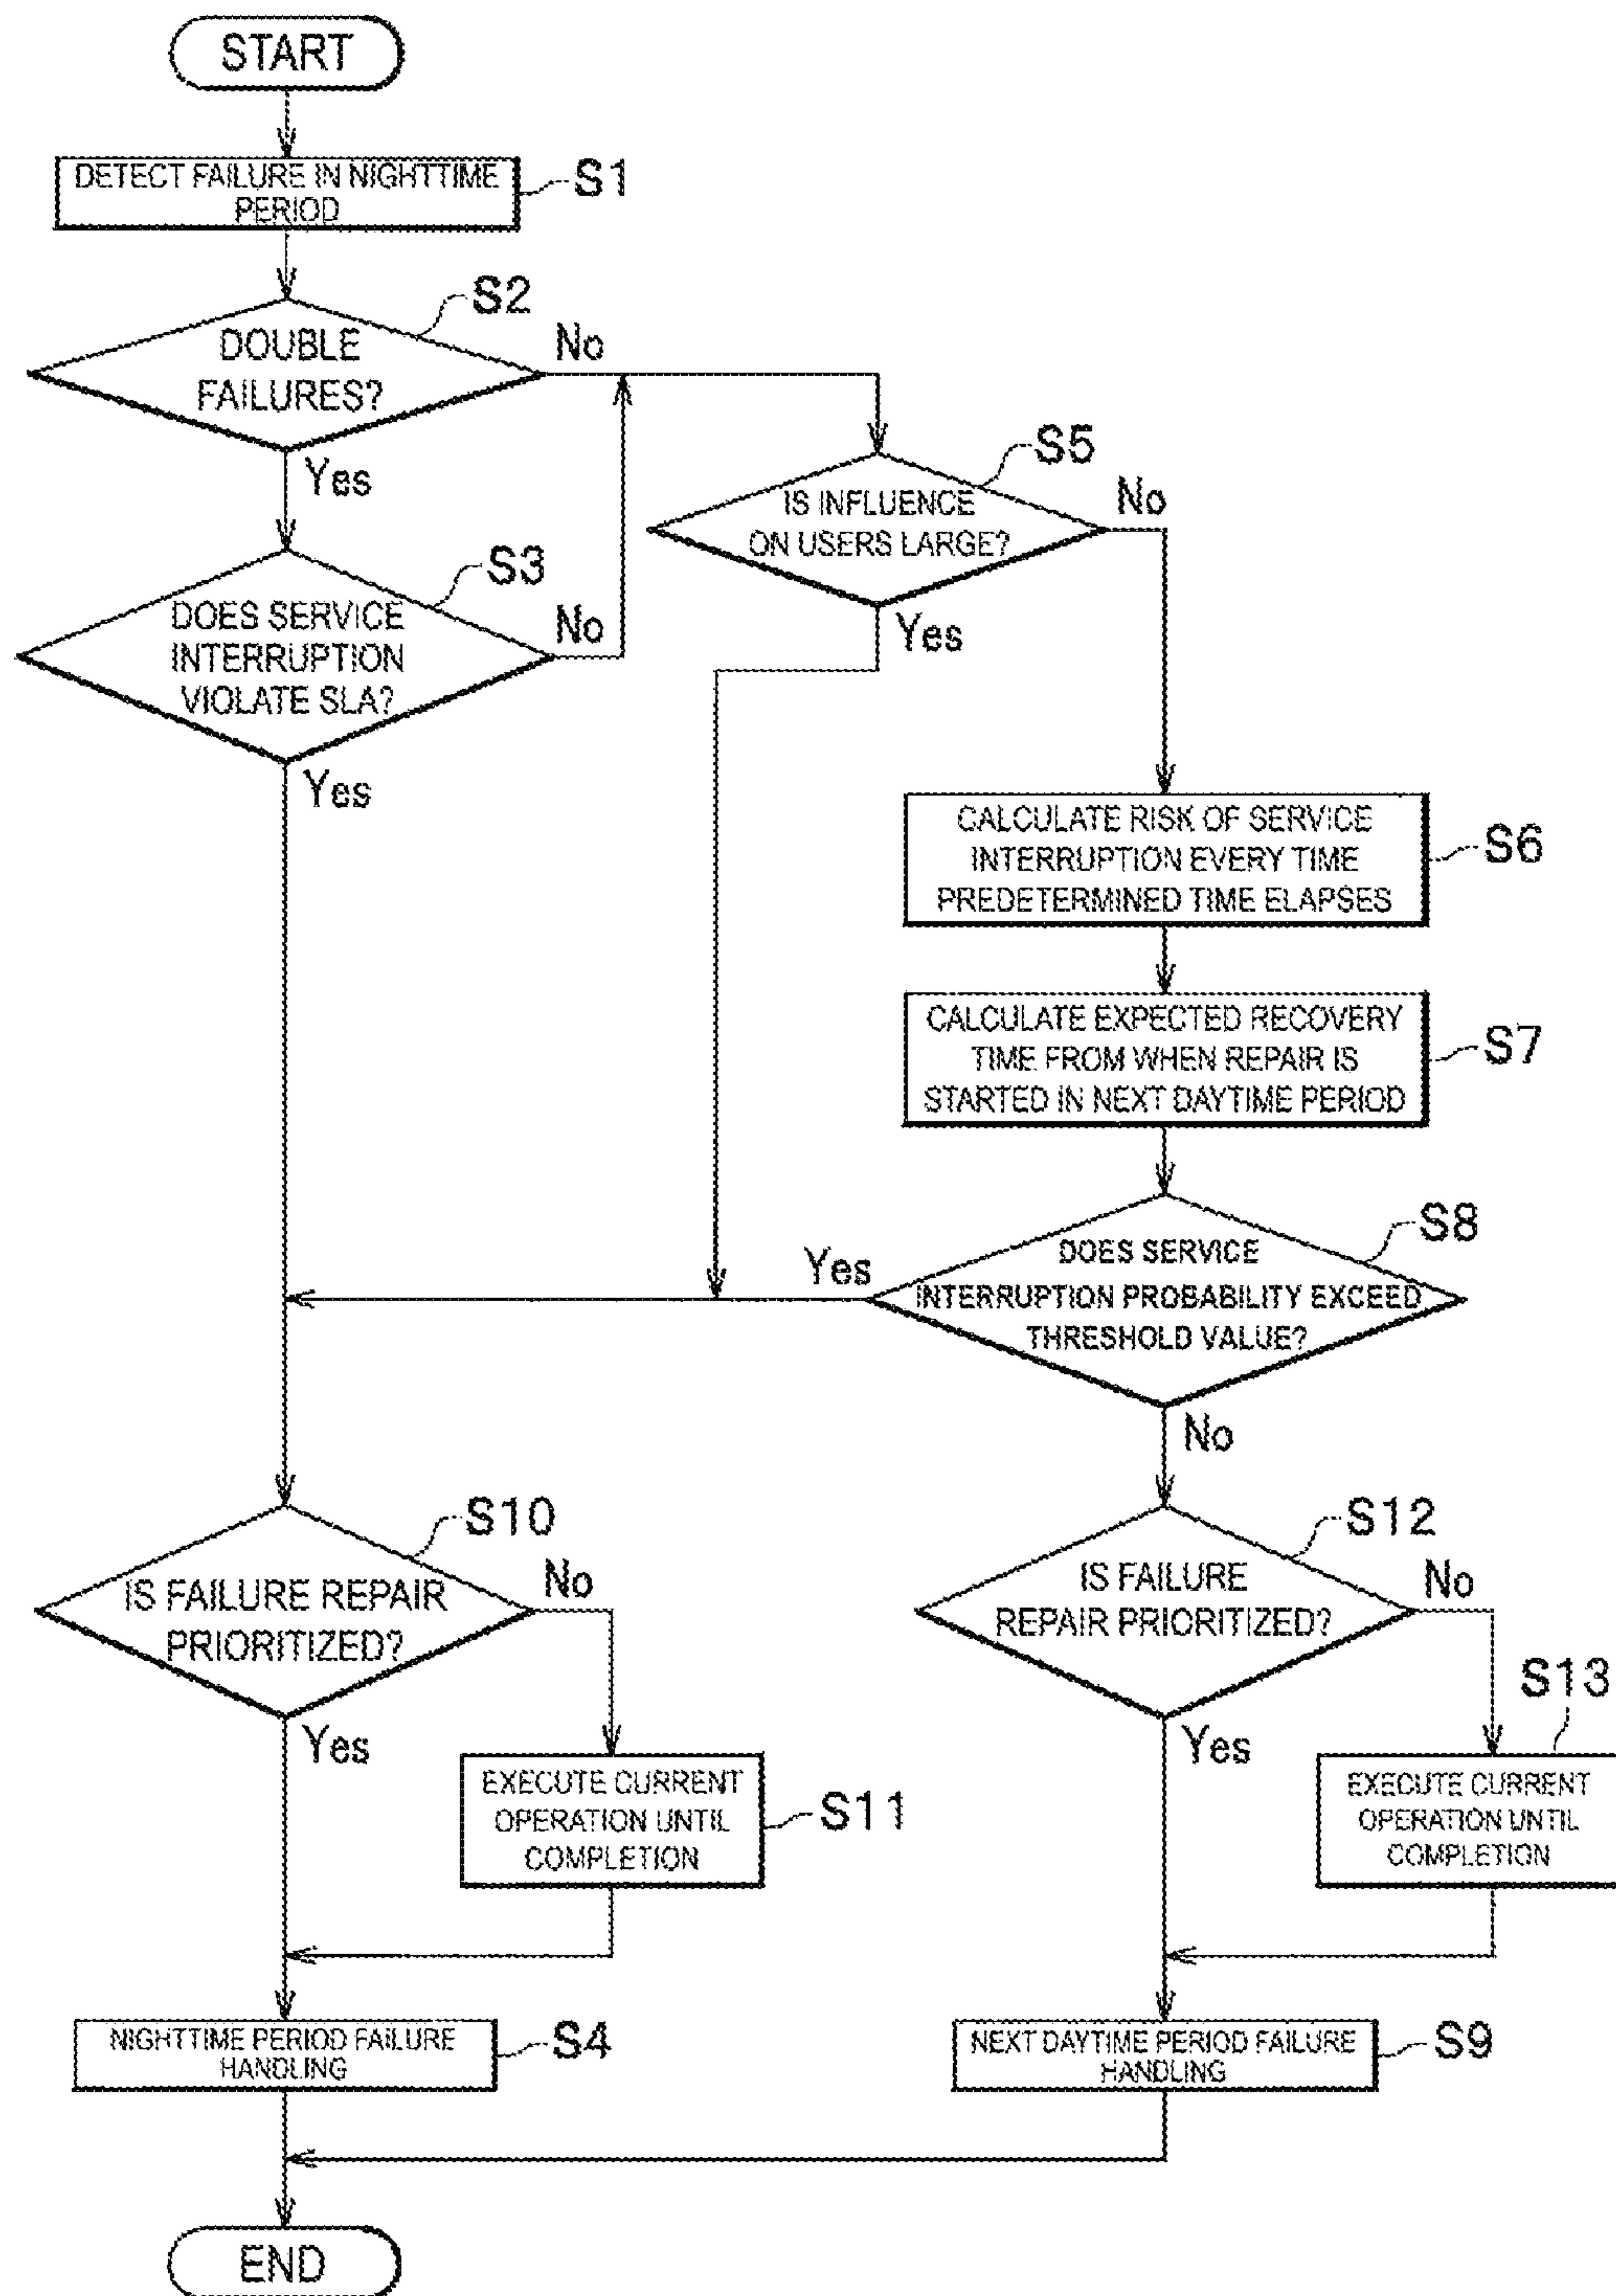 START
DETECT FAILURE IN NIGHTTIME
PERIOD
S1
S2
DOUBLE
FAILURES?
No
Yes
S3
DOES SERVICE
INTERRUPTION
VIOLATE SLA?
No
Yes
S5
IS INFLUENCE
ON USERS LARGE?
No
Yes
CALCULATE RISK OF SERVICE
INTERRUPTION EVERY TIME
PREDETERMINED TIME ELAPSES
S6
CALCULATE EXPECTED RECOVERY
TIME FROM WHEN REPAIR IS
STARTED IN NEXT DAYTIME PERIOD
S7
S8
DOES SERVICE
INTERRUPTION PROBABILITY EXCEED
THRESHOLD VALUE?
Yes
No
S10
IS FAILURE REPAIR
PRIORITIZED?
No
Yes
EXECUTE CURRENT
OPERATION UNTIL
COMPLETION
S11
S12
IS FAILURE
REPAIR PRIORITIZED?
No
Yes
S13
EXECUTE CURRENT
OPERATION UNTIL
COMPLETION
NIGHTTIME PERIOD FAILURE
HANDLING
S4
NEXT DAYTIME PERIOD FAILURE
HANDLING
S9
END